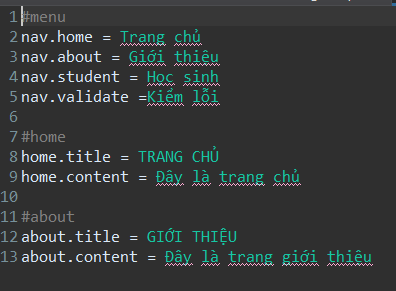 1 #menu
2 nav.home = Trang chủ
3 nav.about = Giới thiệu
4 nav.student = Học sinh
5 nav.validate =Kiểm lỗi
6
7 #home
8 home.title = TRANG CHỦ
9 home.content = Đây là trang chủ
10
11 #about
12 about.title = GIỚI THIỆU
13 about.content = Đây là trang giới thiệu